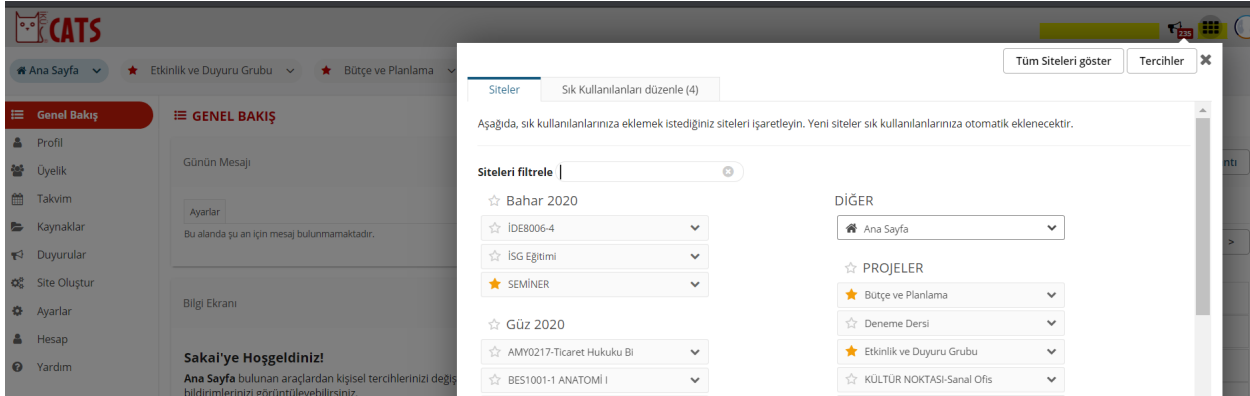 CATS
235
Ana Sayfa
Etkinlik ve Duyuru Grubu
Bütçe ve Planlama
Genel Bakış
Profil
Üyelik
Takvim
Kaynaklar
Duyurular
Site Oluştur
Ayarlar
Hesap
Yardım
GENEL BAKIŞ
Günün Mesajı
Ayarlar
Bu alanda şu an için mesaj bulunmamaktadır.
Bilgi Ekranı
Sakai'ye Hoşgeldiniz!
Ana Sayfa bulunan araçlardan kişisel tercihlerinizi değiş
bildirimlerinizi görüntüleyebilirsiniz.
Tüm Siteleri göster
Tercihler
Siteler
Sık Kullanılanları düzenle (4)
Aşağıda, sık kullanılanlarınıza eklemek istediğiniz siteleri işaretleyin. Yeni siteler sık kullanılanlarınıza otomatik eklenecektir.
Siteleri filtrele
Bahar 2020
İDE8006-4
İSG Eğitimi
SEMİNER
Güz 2020
AMY0217-Ticaret Hukuku Bi
BES1001-1 ANATOMİ I
DİĞER
Ana Sayfa
PROJELER
Bütçe ve Planlama
Deneme Dersi
Etkinlik ve Duyuru Grubu
KÜLTÜR NOKTASI-Sanal Ofis
ntı
>